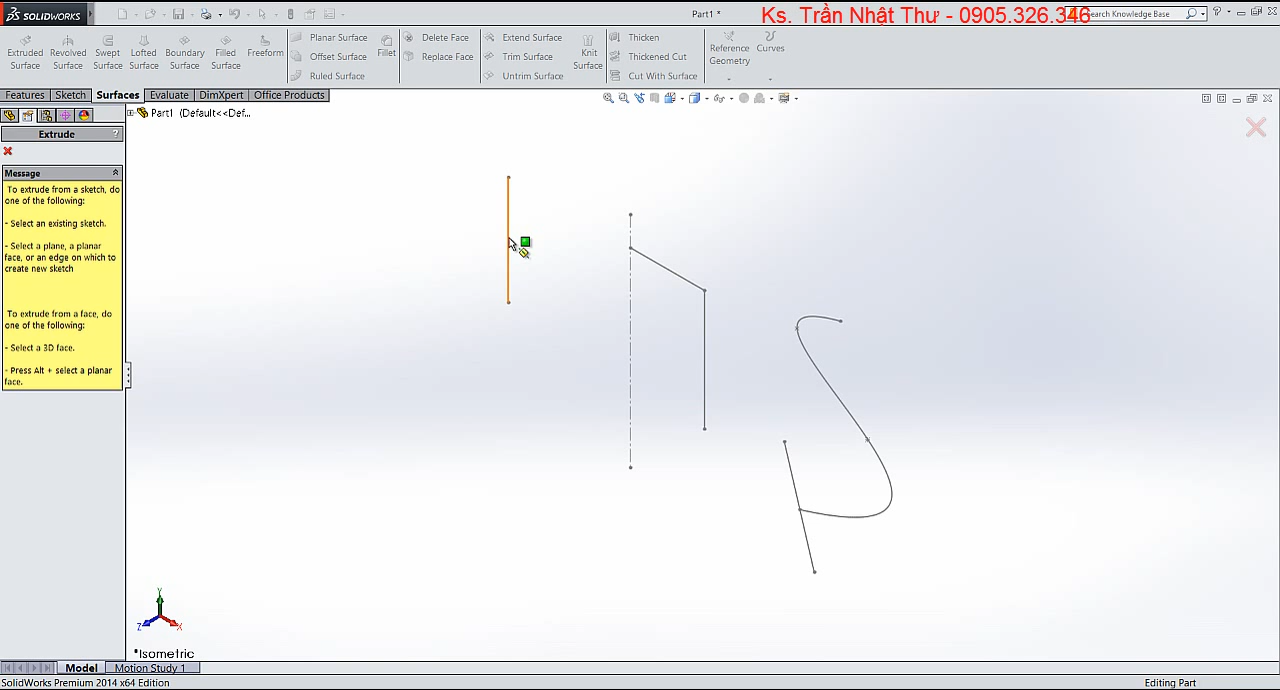 SOLIDWORKS
Part1 *
Ks. Trần Nhật Thư - 0905.326.346
Search Knowledge Base
?
Extruded Surface
Revolved Surface
Swept Surface
Lofted Surface
Boundary Surface
Filled Surface
Freeform
Planar Surface
Offset Surface
Ruled Surface
Fillet
Delete Face
Replace Face
Extend Surface
Trim Surface
Untrim Surface
Knit Surface
Thicken
Thickened Cut
Cut With Surface
Reference Geometry
Curves
Features
Sketch
Surfaces
Evaluate
DimXpert
Office Products
Part1 (Default<<Def...
Extrude
?
Message
To extrude from a sketch, do
one of the following:
- Select an existing sketch.
- Select a plane, a planar
face, or an edge on which to
create new sketch
To extrude from a face, do
one of the following:
- Select a 3D face.
- Press Alt + select a planar
face.
Y
Z
X
*Isometric
Model
Motion Study 1
SolidWorks Premium 2014 x64 Edition
Editing Part